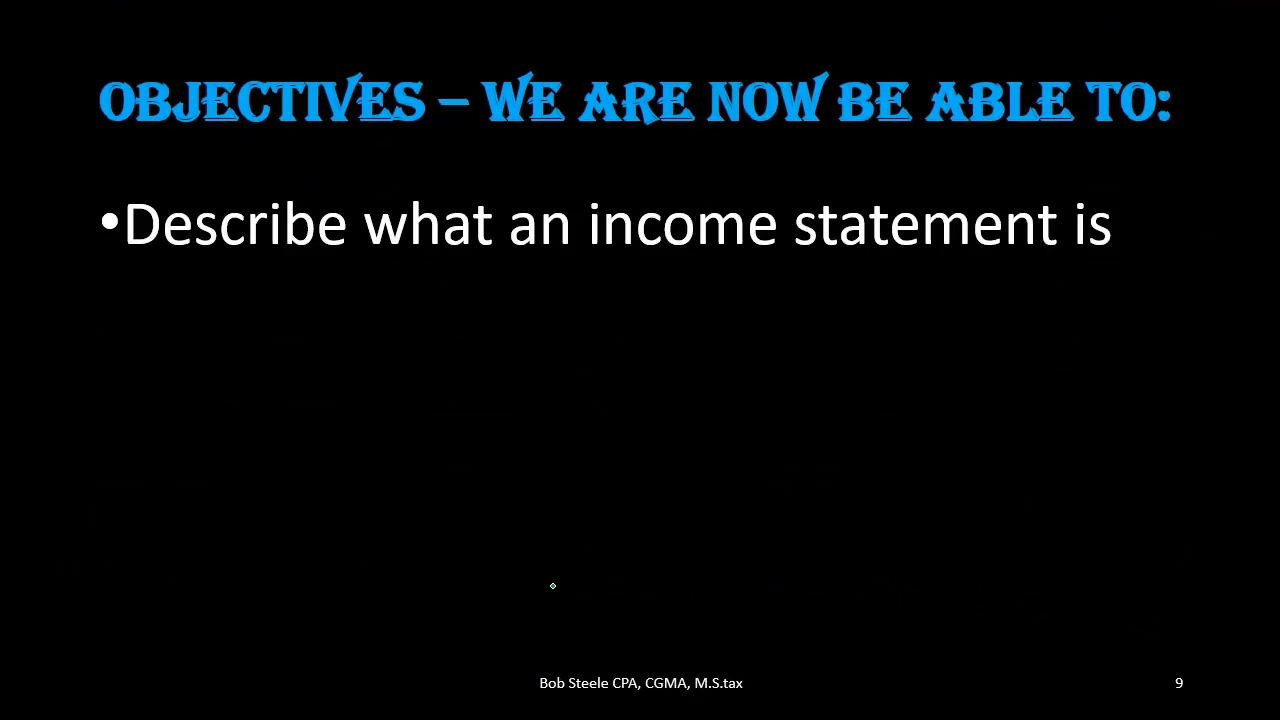 OBJECTIVES – WE ARE NOW BE ABLE TO:
•Describe what an income statement is
Bob Steele CPA, CGMA, M.S.tax
9